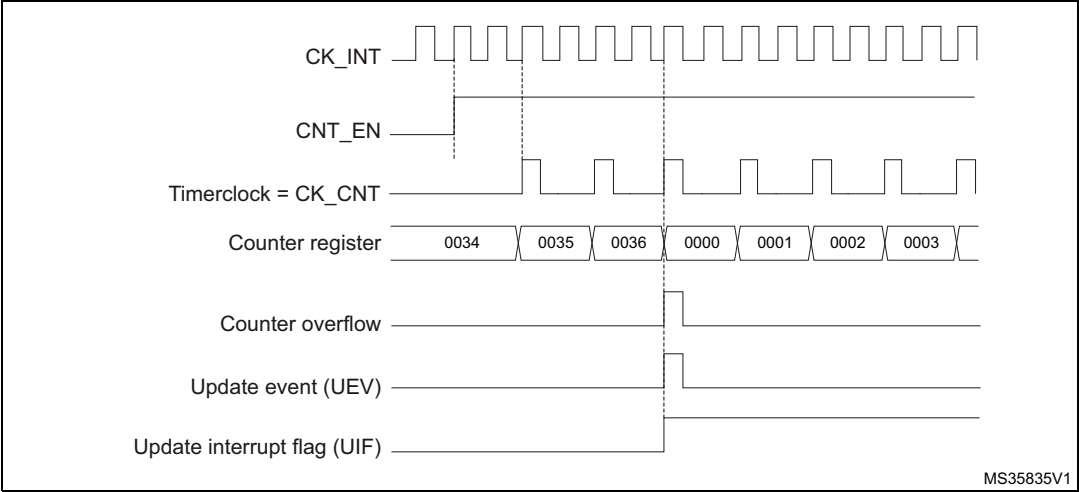 CK_INT
CNT_EN
Timerclock = CK_CNT
Counter register 0034 0035 0036 0000 0001 0002 0003
Counter overflow
Update event (UEV)
Update interrupt flag (UIF)
MS35835V1